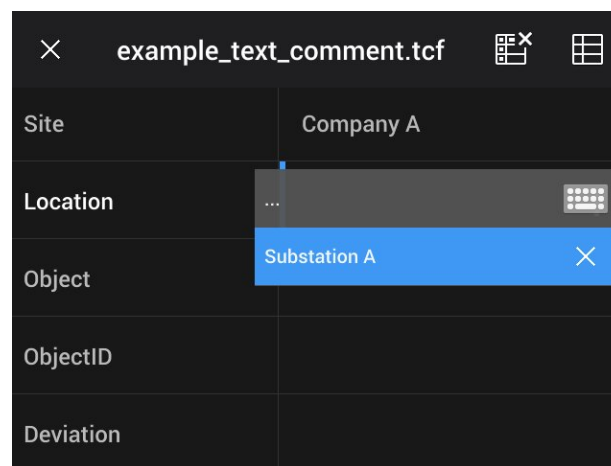 example_text_comment.tcf
Site Company A
Location ...
Substation A
Object
ObjectID
Deviation